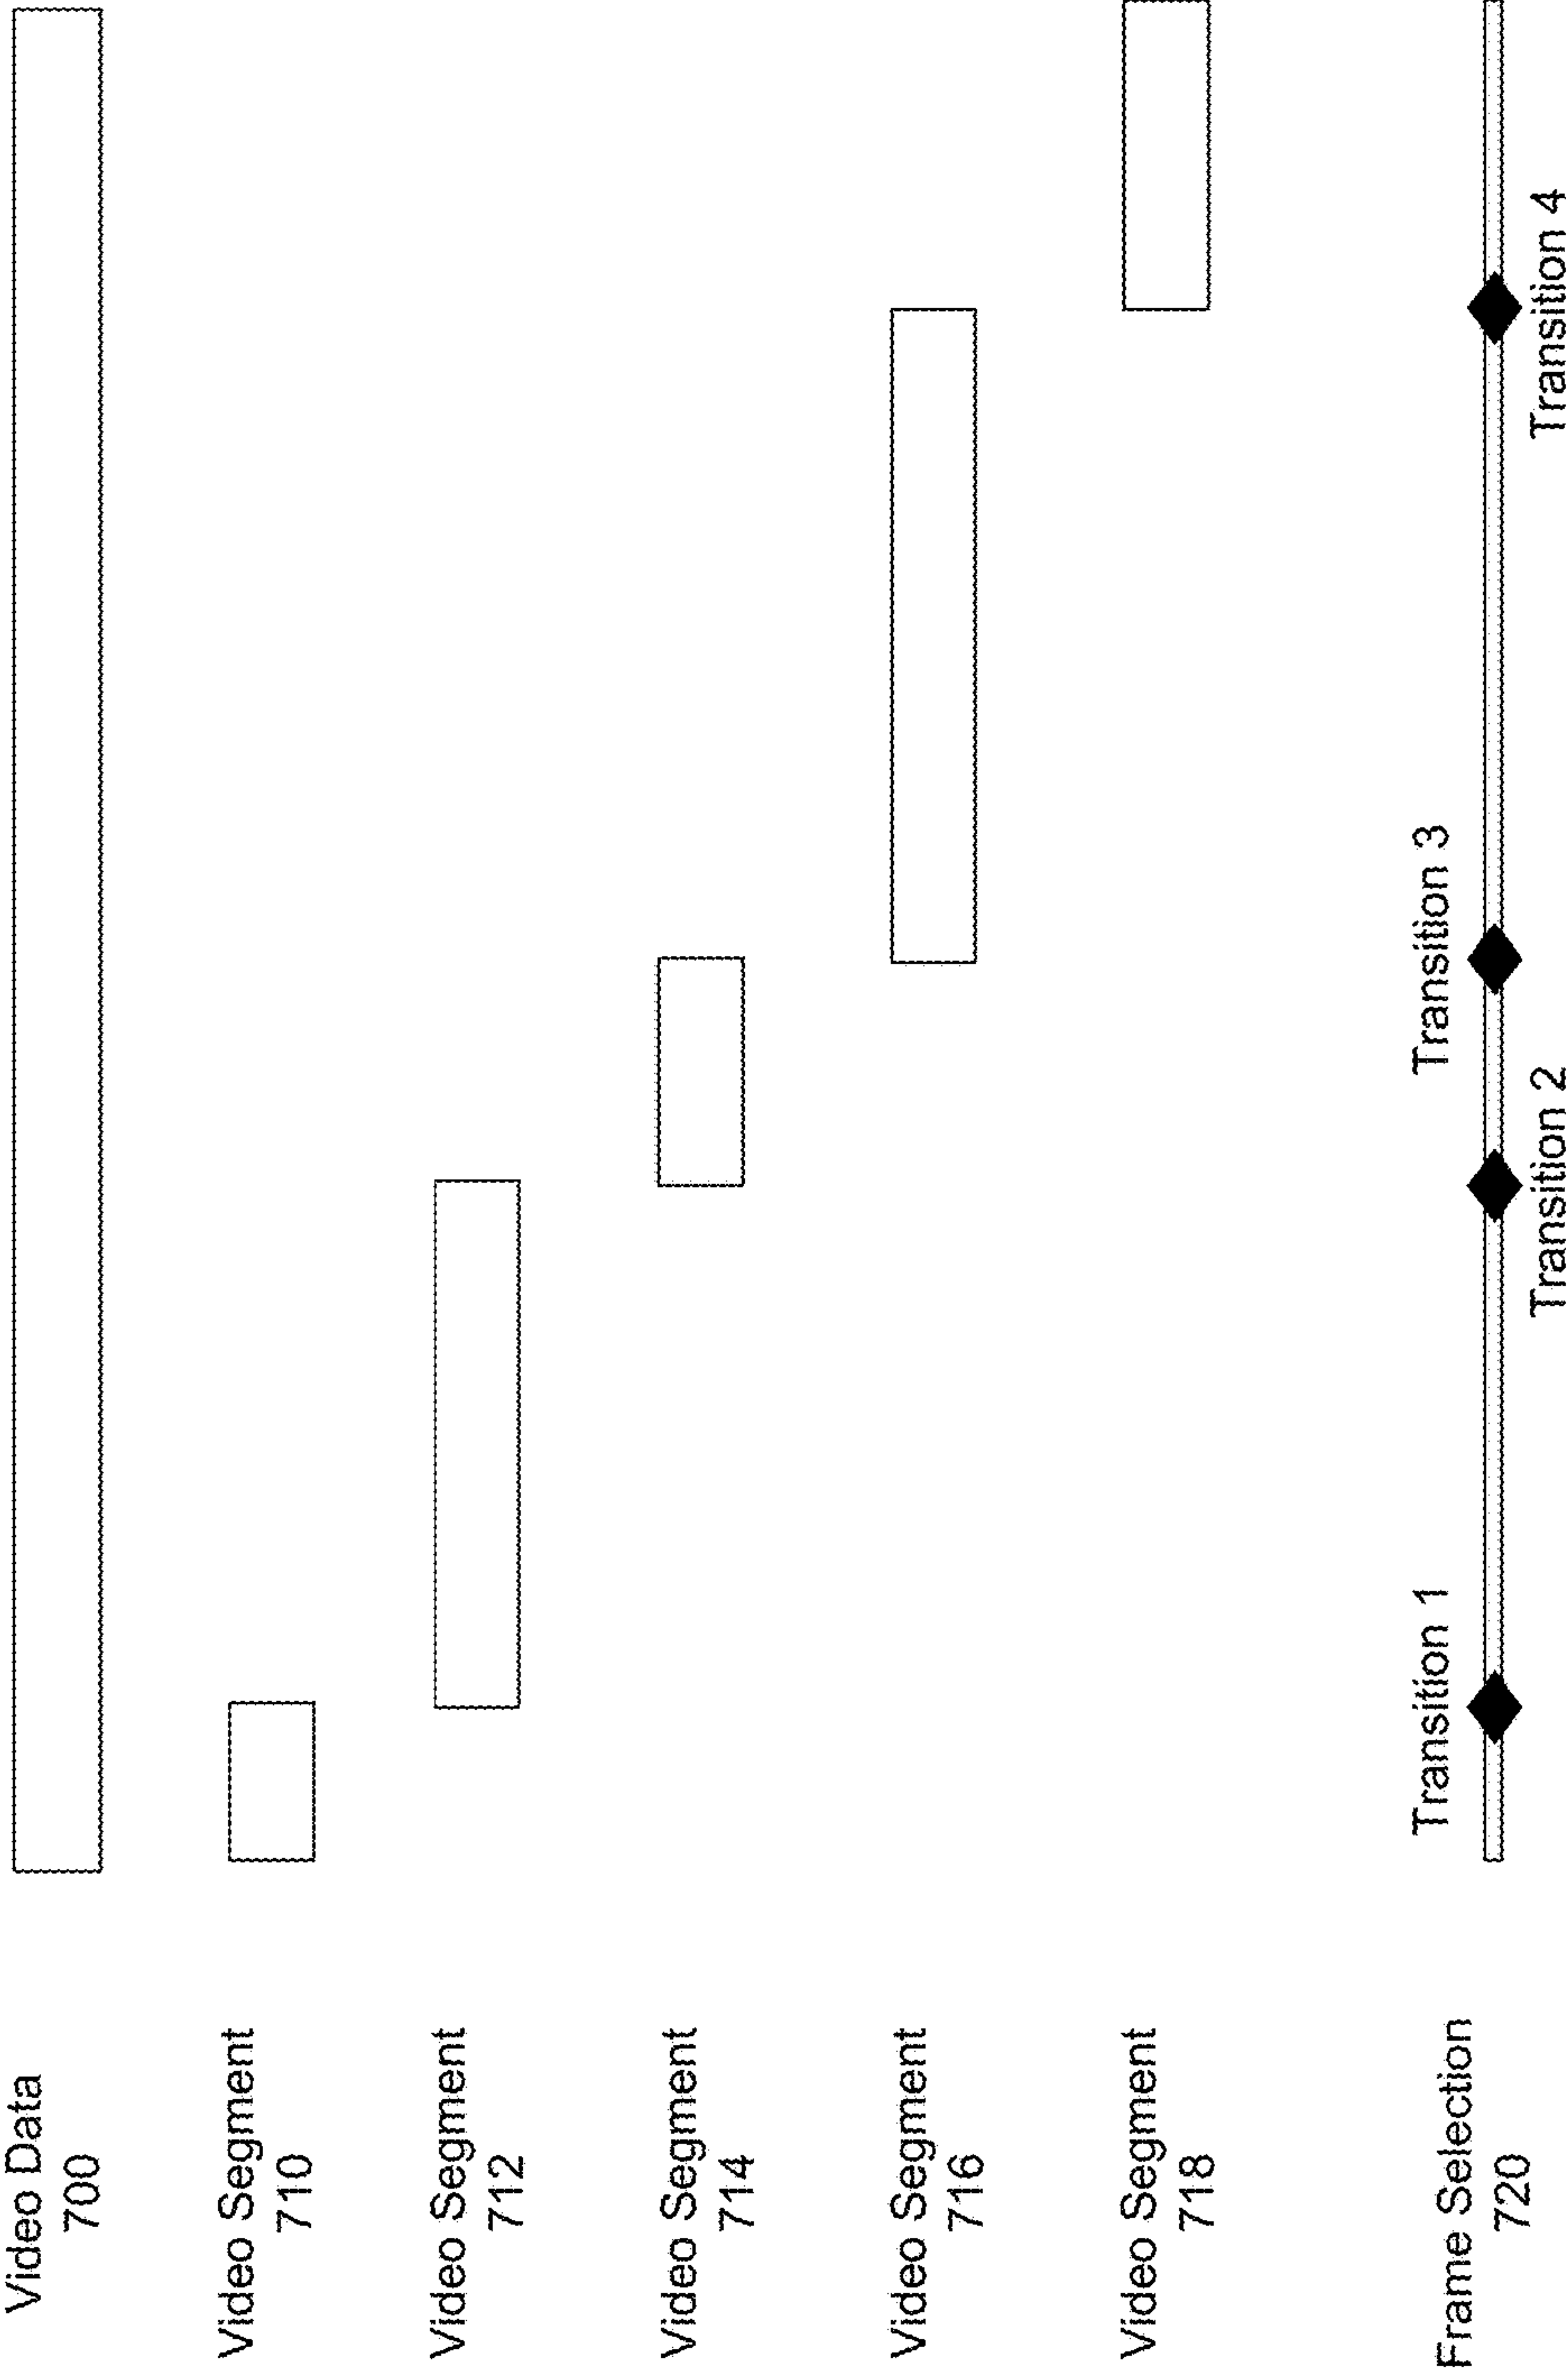 Video Data
700
Video Segment
710
Video Segment
712
Video Segment
714
Video Segment
716
Video Segment
718
Transition 1
Transition 3
Frame Selection
720
Transition 2
Transition 4